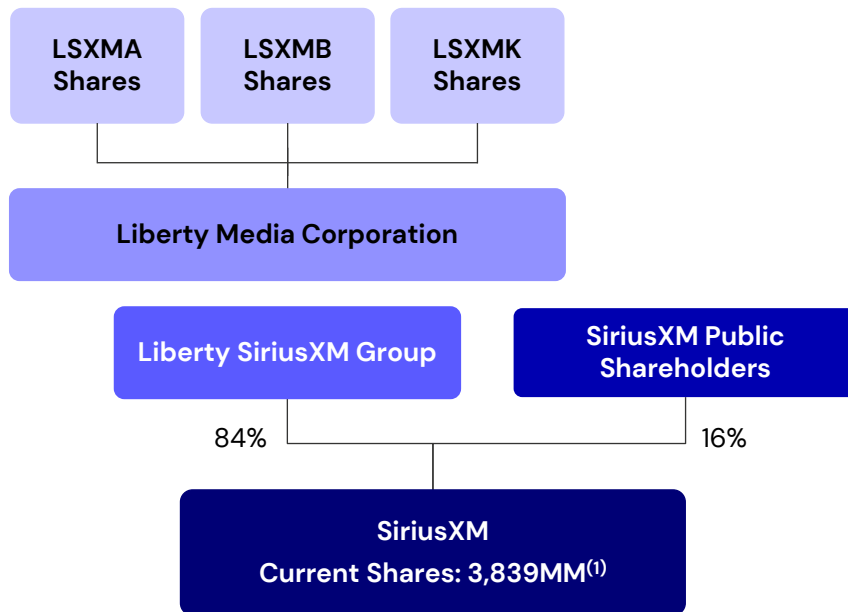 LSXMA
Shares
LSXMB
Shares
LSXMK
Shares
Liberty Media Corporation
Liberty SiriusXM Group
SiriusXM Public
Shareholders
84%
16%
SiriusXM
Current Shares: 3,839MM(1)